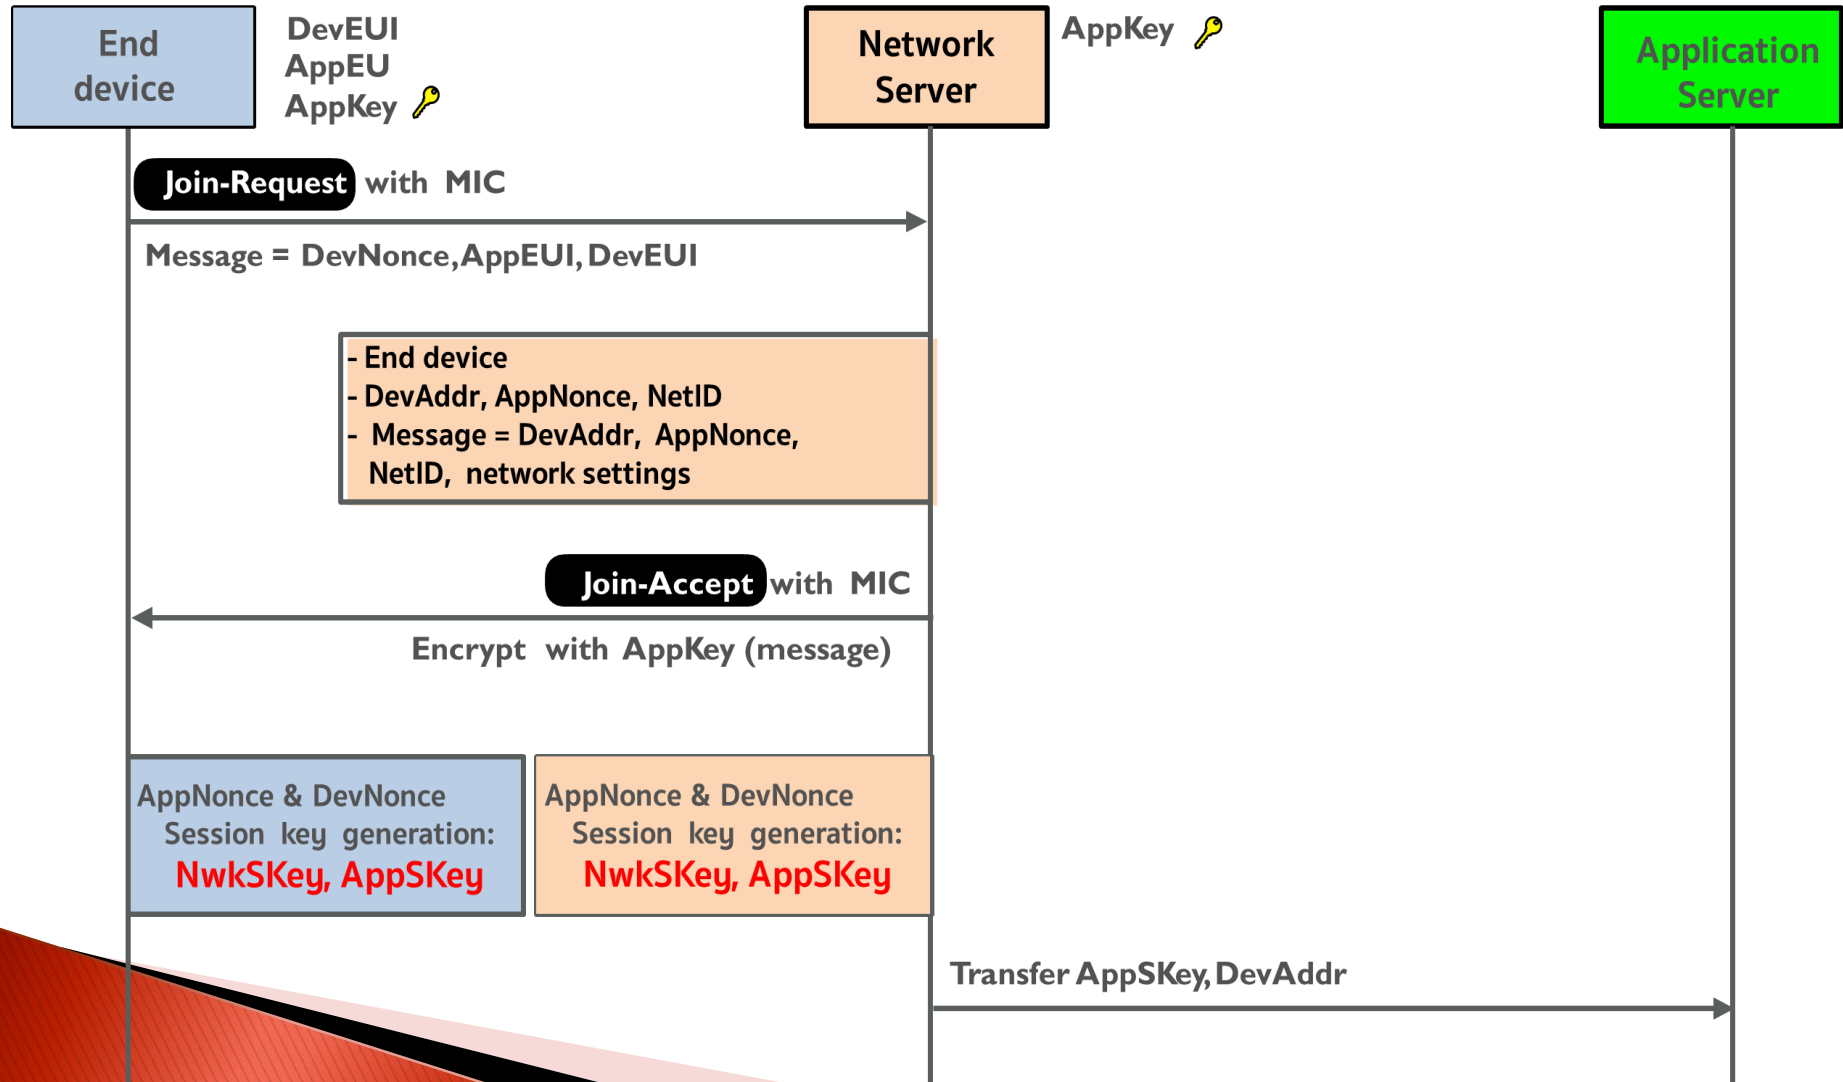 End
device
DevEUI
AppEU
AppKey
Network
Server
AppKey
Application
Server
Join-Request with MIC
Message = DevNonce, AppEUI, DevEUI
- End device
- DevAddr, AppNonce, NetID
- Message = DevAddr, AppNonce,
NetID, network settings
Join-Accept with MIC
Encrypt with AppKey (message)
AppNonce & DevNonce
Session key generation:
NwkSKey, AppSKey
AppNonce & DevNonce
Session key generation:
NwkSKey, AppSKey
Transfer AppSKey, DevAddr